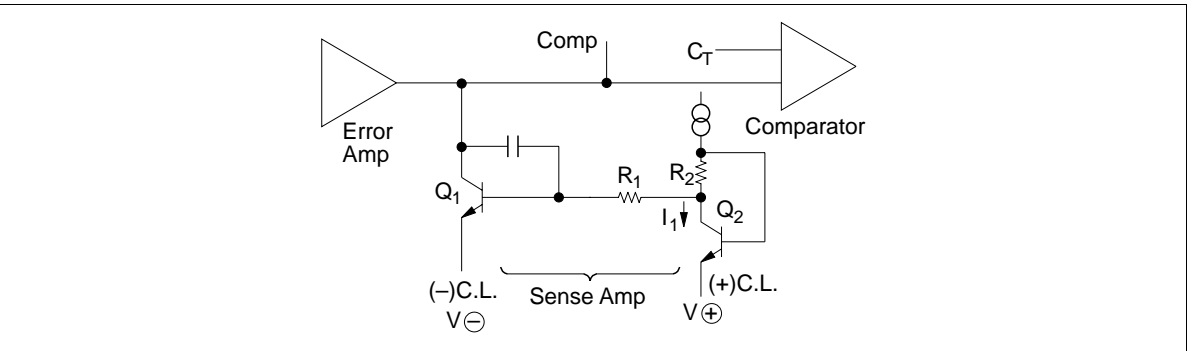 Comp
C_T
Error
Amp
Comparator
R_1
R_2
Q_1
I_1
Q_2
(–)C.L.
V⊖
Sense Amp
(+)C.L.
V⊕